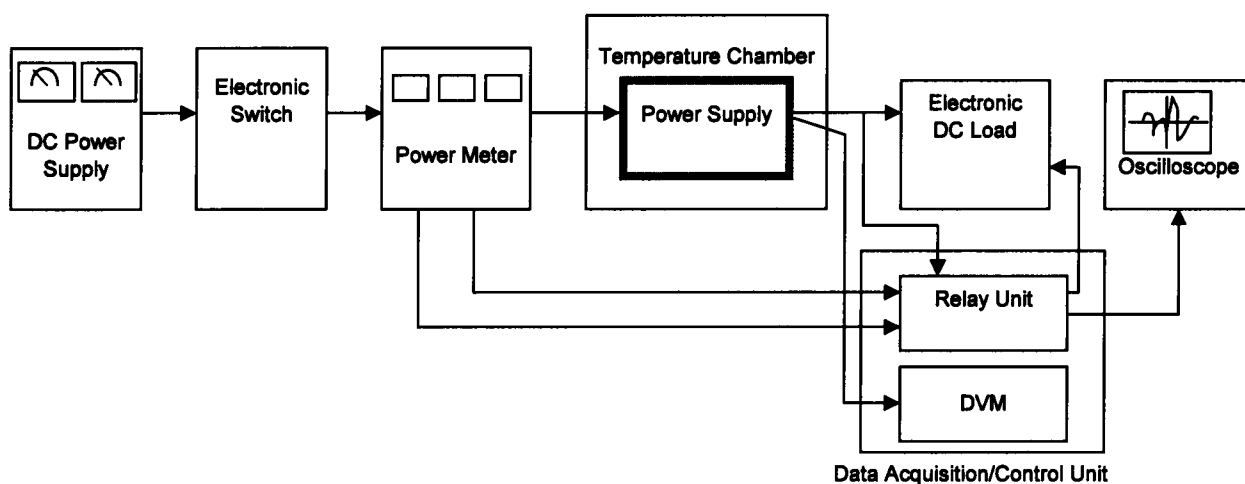 DC Power
Supply
Electronic
Switch
Power Meter
Temperature Chamber
Power Supply
Electronic
DC Load
Oscilloscope
Relay Unit
DVM
Data Acquisition/Control Unit